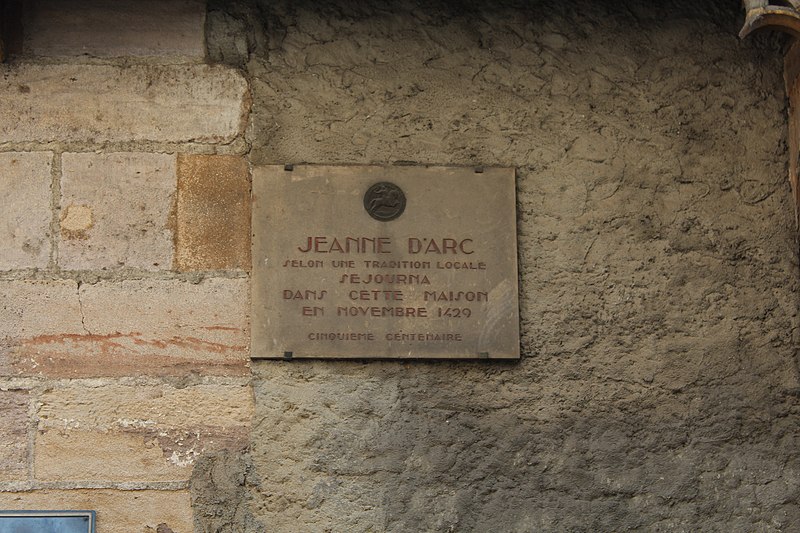 JEANNE D'ARC
SELON UNE TRADITION LOCALE
SEJOURNA
DANS CETTE MAISON
EN NOVEMBRE 1429
CINQUIEME CENTENAIRE